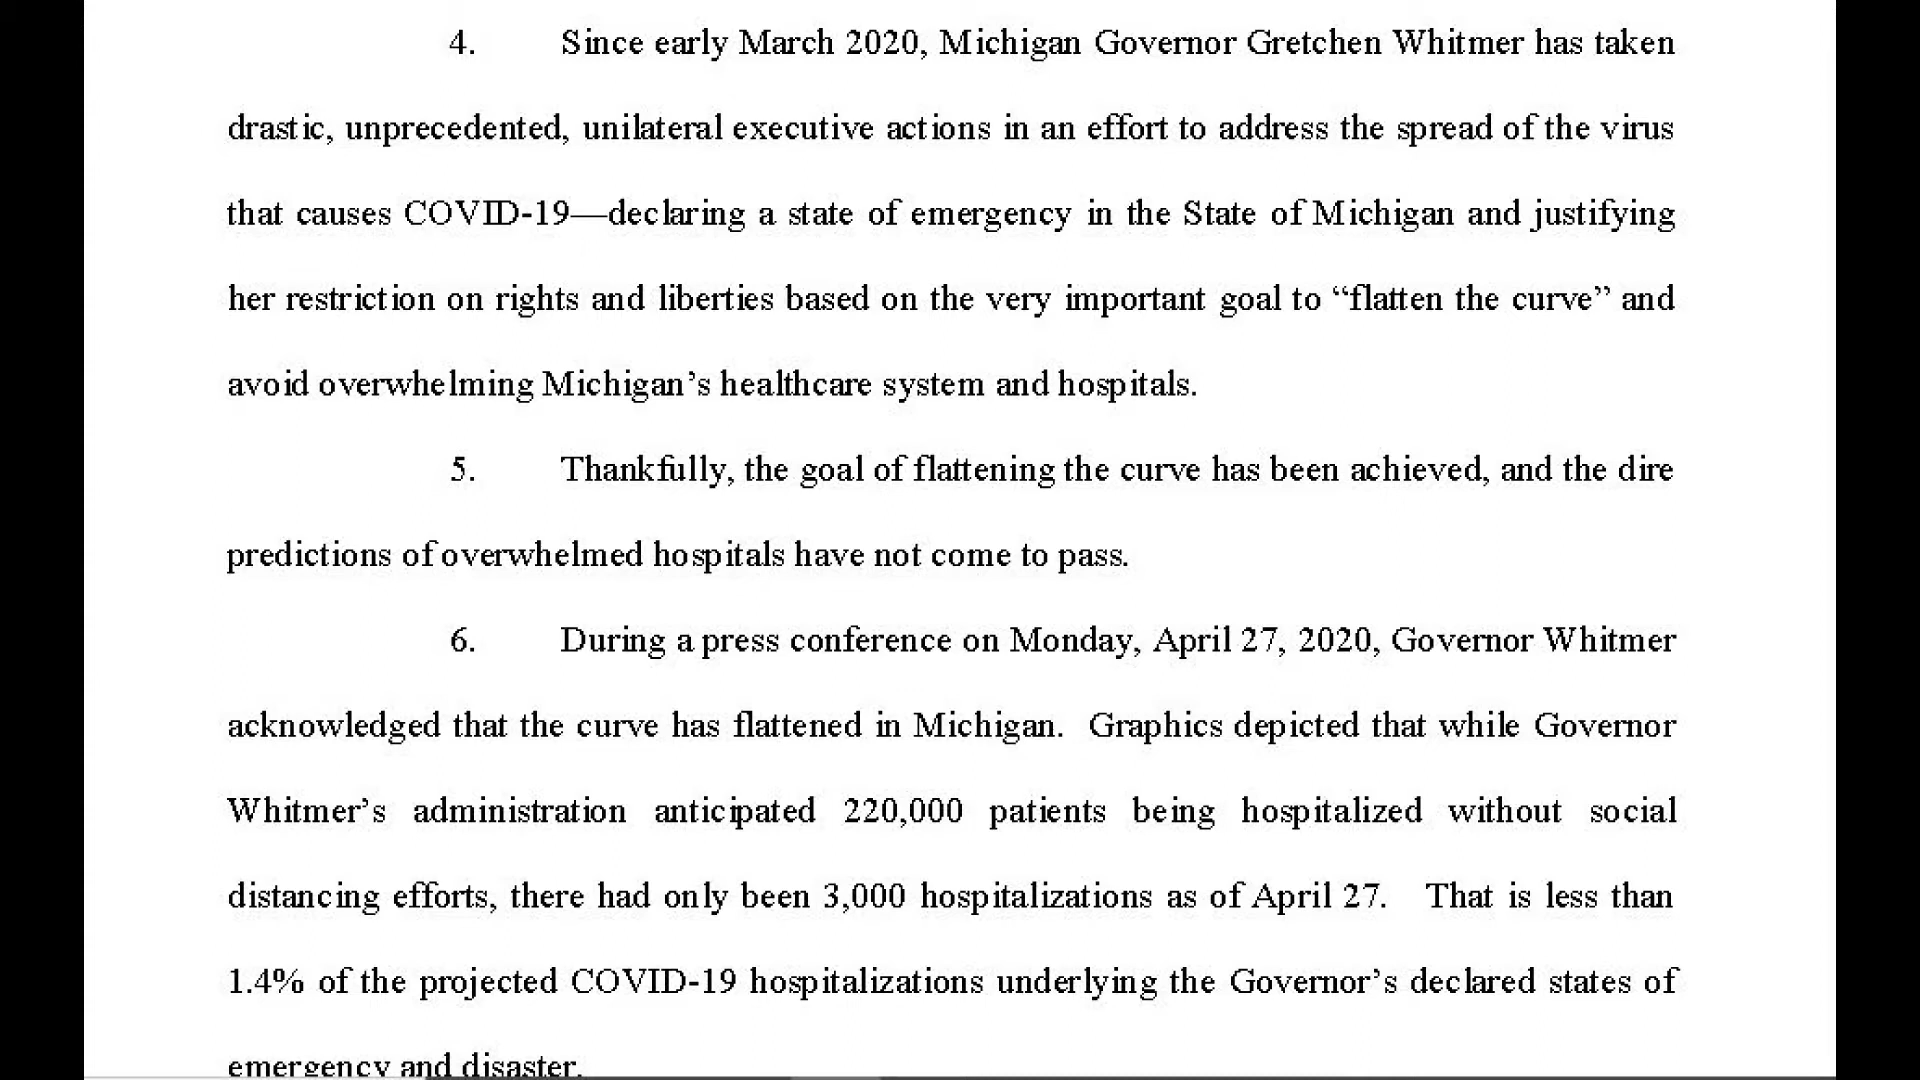 4. Since early March 2020, Michigan Governor Gretchen Whitmer has taken
drastic, unprecedented, unilateral executive actions in an effort to address the spread of the virus
that causes COVID-19—declaring a state of emergency in the State of Michigan and justifying
her restriction on rights and liberties based on the very important goal to “flatten the curve” and
avoid overwhelming Michigan’s healthcare system and hospitals.
5. Thankfully, the goal of flattening the curve has been achieved, and the dire
predictions of overwhelmed hospitals have not come to pass.
6. During a press conference on Monday, April 27, 2020, Governor Whitmer
acknowledged that the curve has flattened in Michigan. Graphics depicted that while Governor
Whitmer’s administration anticipated 220,000 patients being hospitalized without social
distancing efforts, there had only been 3,000 hospitalizations as of April 27. That is less than
1.4% of the projected COVID-19 hospitalizations underlying the Governor’s declared states of
emergency and disaster.